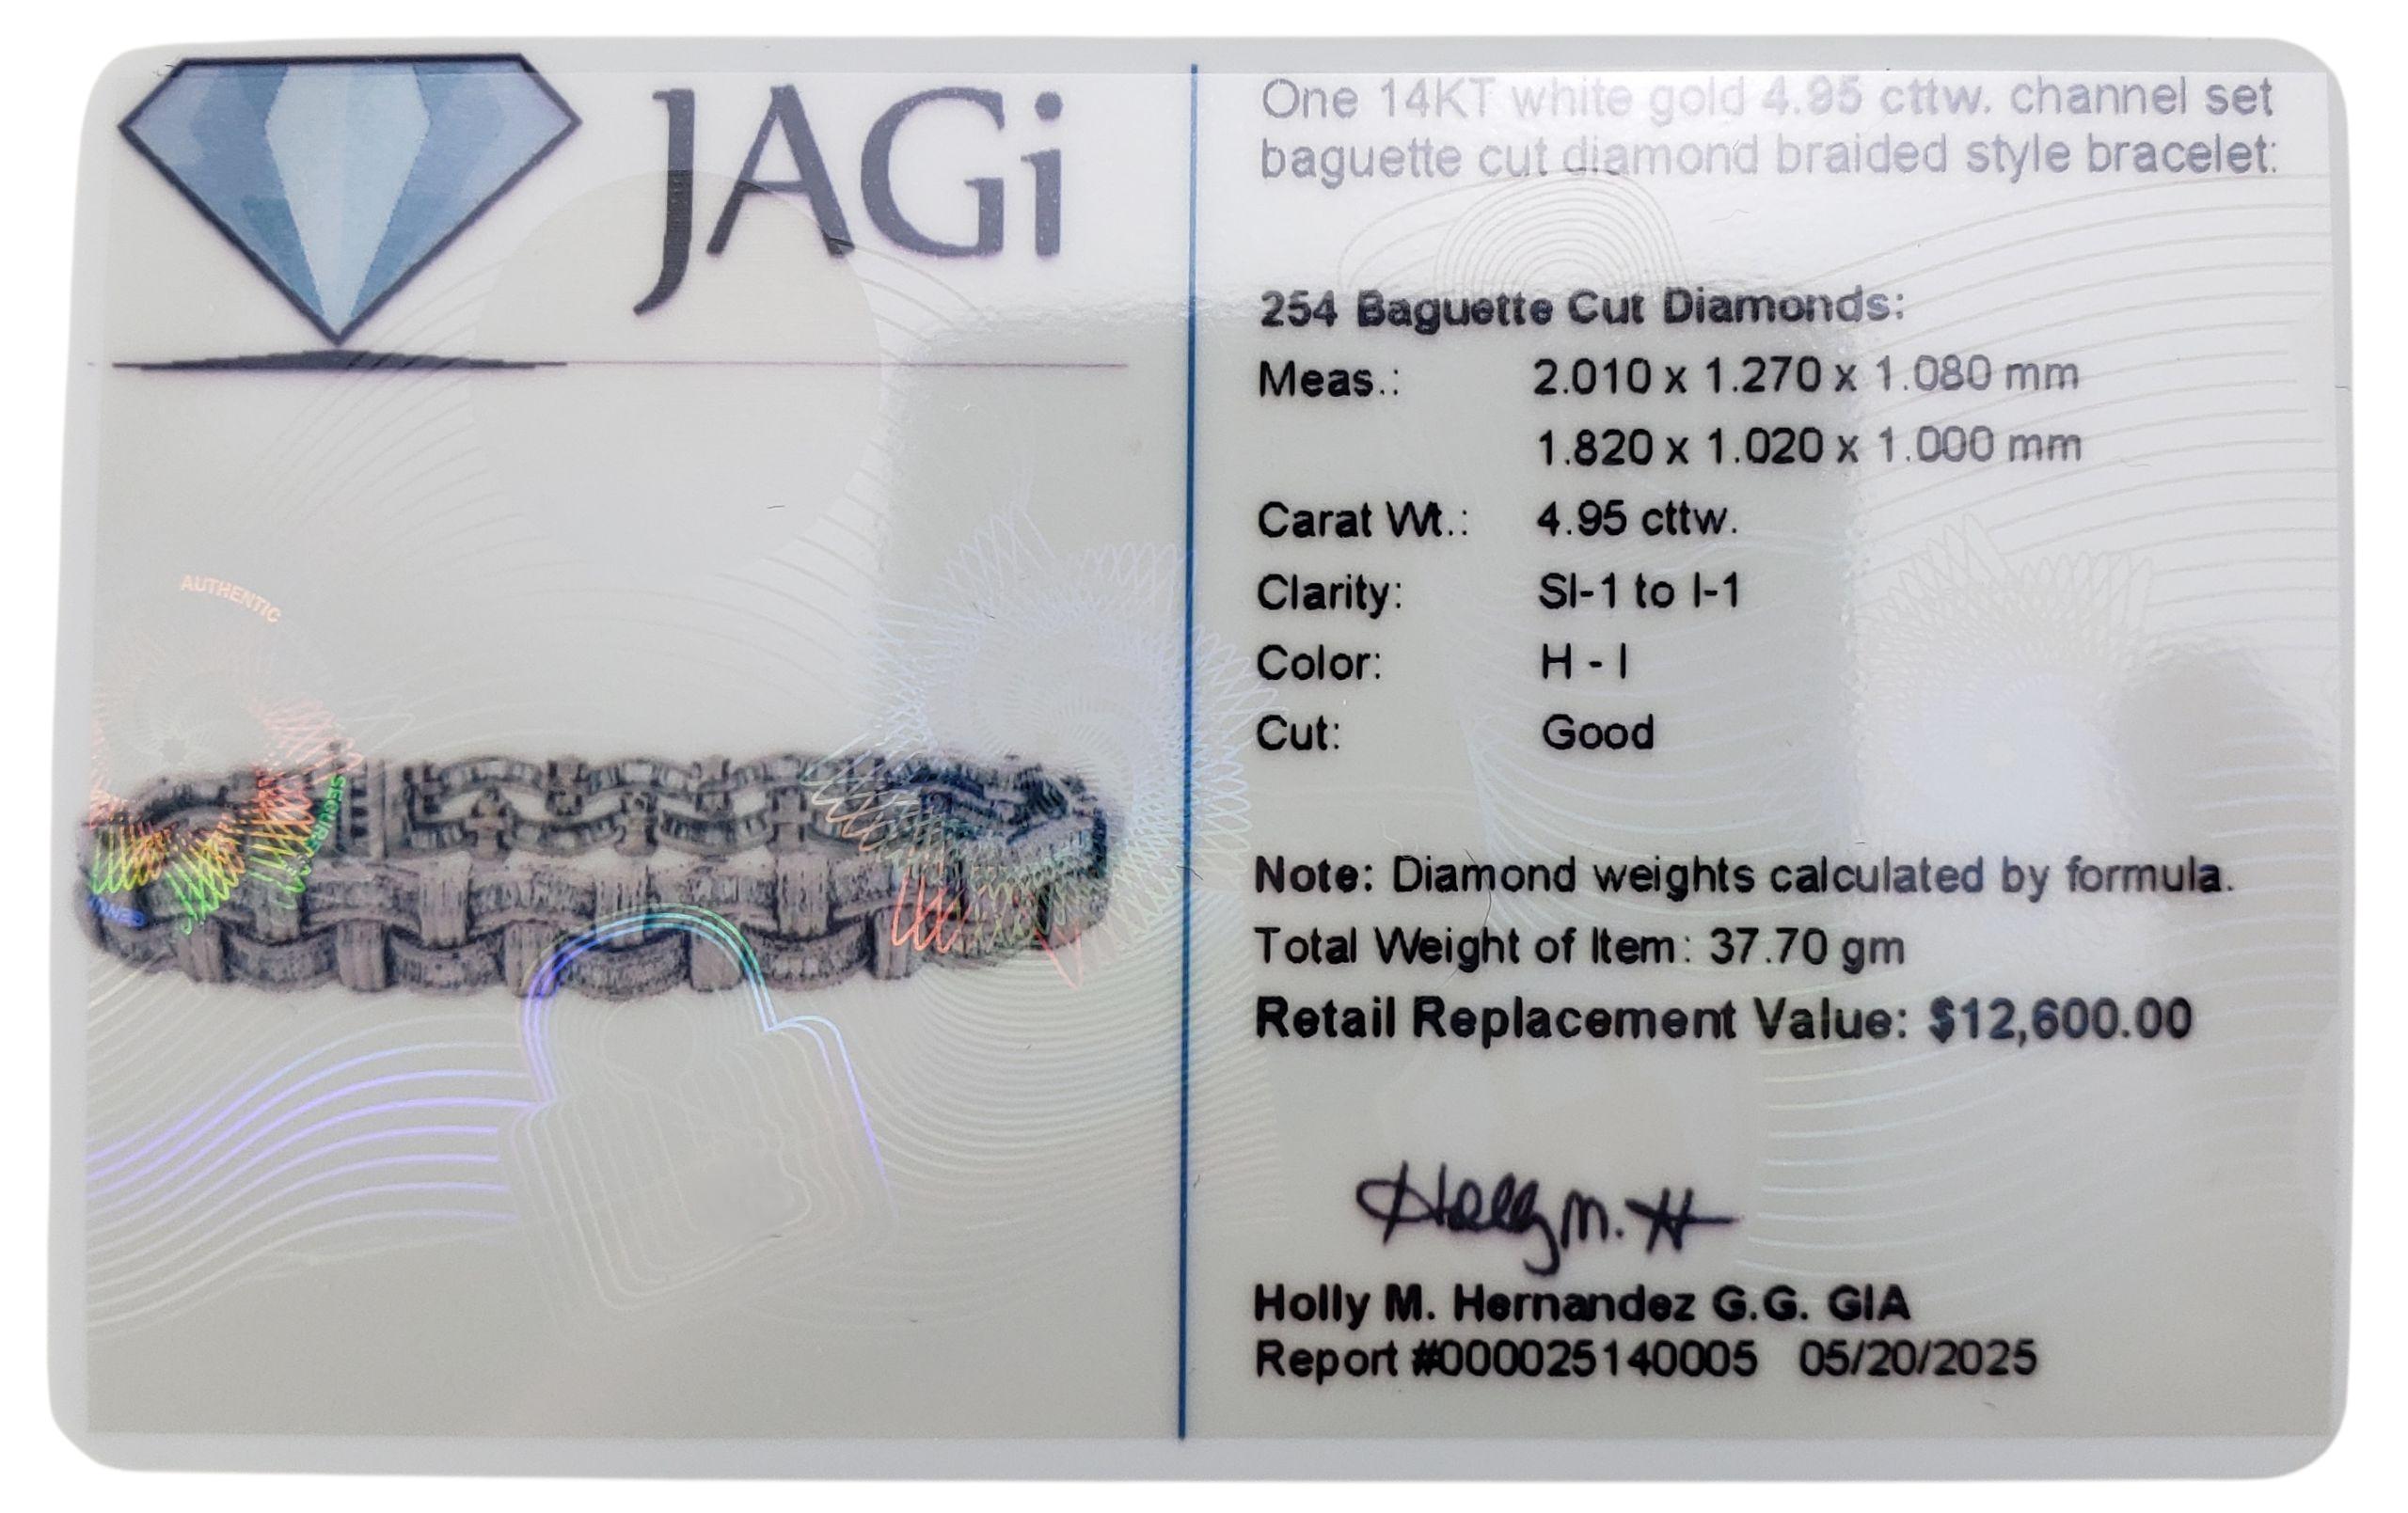 JAGi
One 14KT white gold 4.95 cttw. channel set
baguette cut diamond braided style bracelet:
254 Baguette Cut Diamonds:
Meas.: 2.010 x 1.270 x 1.080 mm
1.820 x 1.020 x 1.000 mm
Carat Wt.: 4.95 cttw.
Clarity: SI-1 to I-1
Color: H - I
Cut: Good
Note: Diamond weights calculated by formula.
Total Weight of Item: 37.70 gm
Retail Replacement Value: $12,600.00
Holly M. H
Holly M. Hernandez G.G. GIA
Report #000025140005 05/20/2025
AUTHENTIC
SECURE